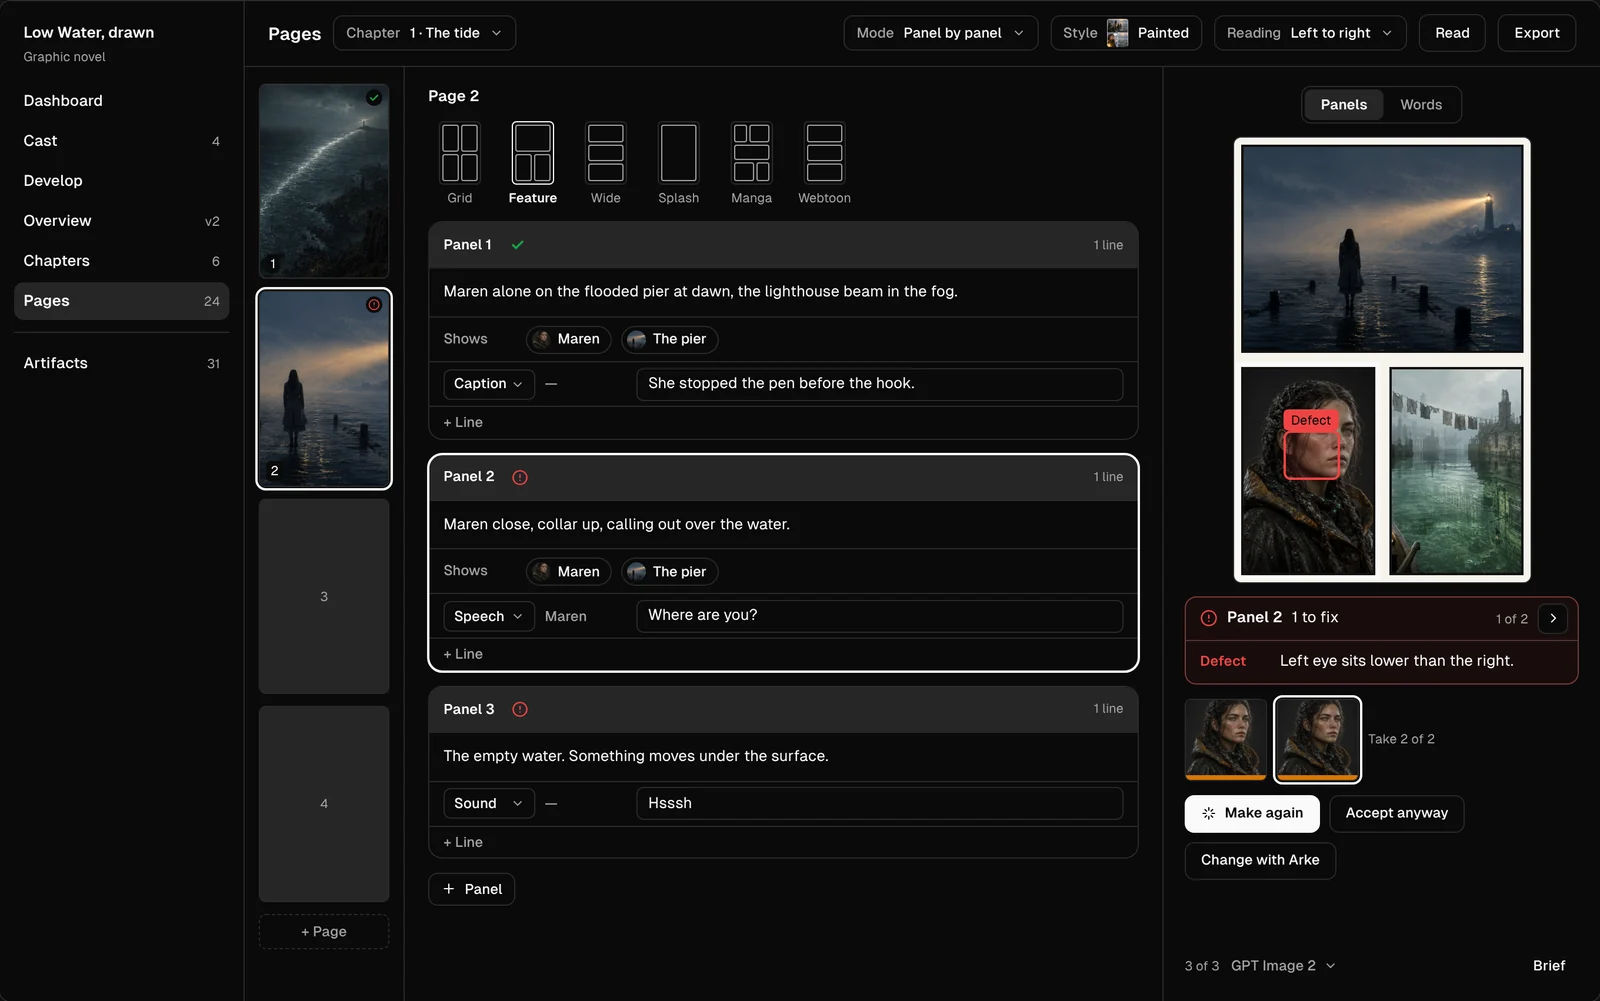 Low Water, drawn
Graphic novel
Dashboard
Cast 4
Develop
Overview v2
Chapters 6
Pages 24
Artifacts 31
Pages
Chapter 1 · The tide
Mode Panel by panel
Style Painted
Reading Left to right
Read
Export
1
2
3
4
+ Page
Page 2
Grid
Feature
Wide
Splash
Manga
Webtoon
Panel 1 1 line
Maren alone on the flooded pier at dawn, the lighthouse beam in the fog.
Shows Maren The pier
Caption — She stopped the pen before the hook.
+ Line
Panel 2 1 line
Maren close, collar up, calling out over the water.
Shows Maren The pier
Speech Maren Where are you?
+ Line
Panel 3 1 line
The empty water. Something moves under the surface.
Sound — Hsssh
+ Line
+ Panel
Panels
Words
Defect
Panel 2 1 to fix 1 of 2
Defect Left eye sits lower than the right.
Take 2 of 2
Make again
Accept anyway
Change with Arke
3 of 3 GPT Image 2
Brief